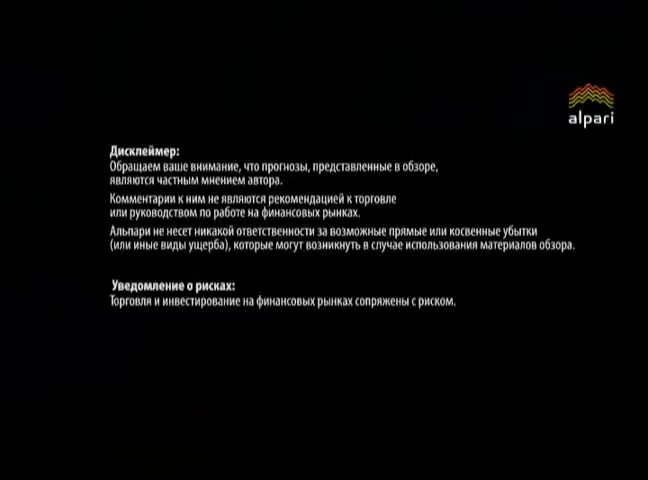 alpari
Дисклеймер:
Обращаем ваше внимание, что прогнозы, представленные в обзоре,
являются частным мнением автора.
Комментарии к ним не являются рекомендацией к торговле
или руководством по работе на финансовых рынках.
Альпари не несет никакой ответственности за возможные прямые или косвенные убытки
(или иные виды ущерба), которые могут возникнуть в случае использования материалов обзора.
Уведомление о рисках:
Торговля и инвестирование на финансовых рынках сопряжены с риском.